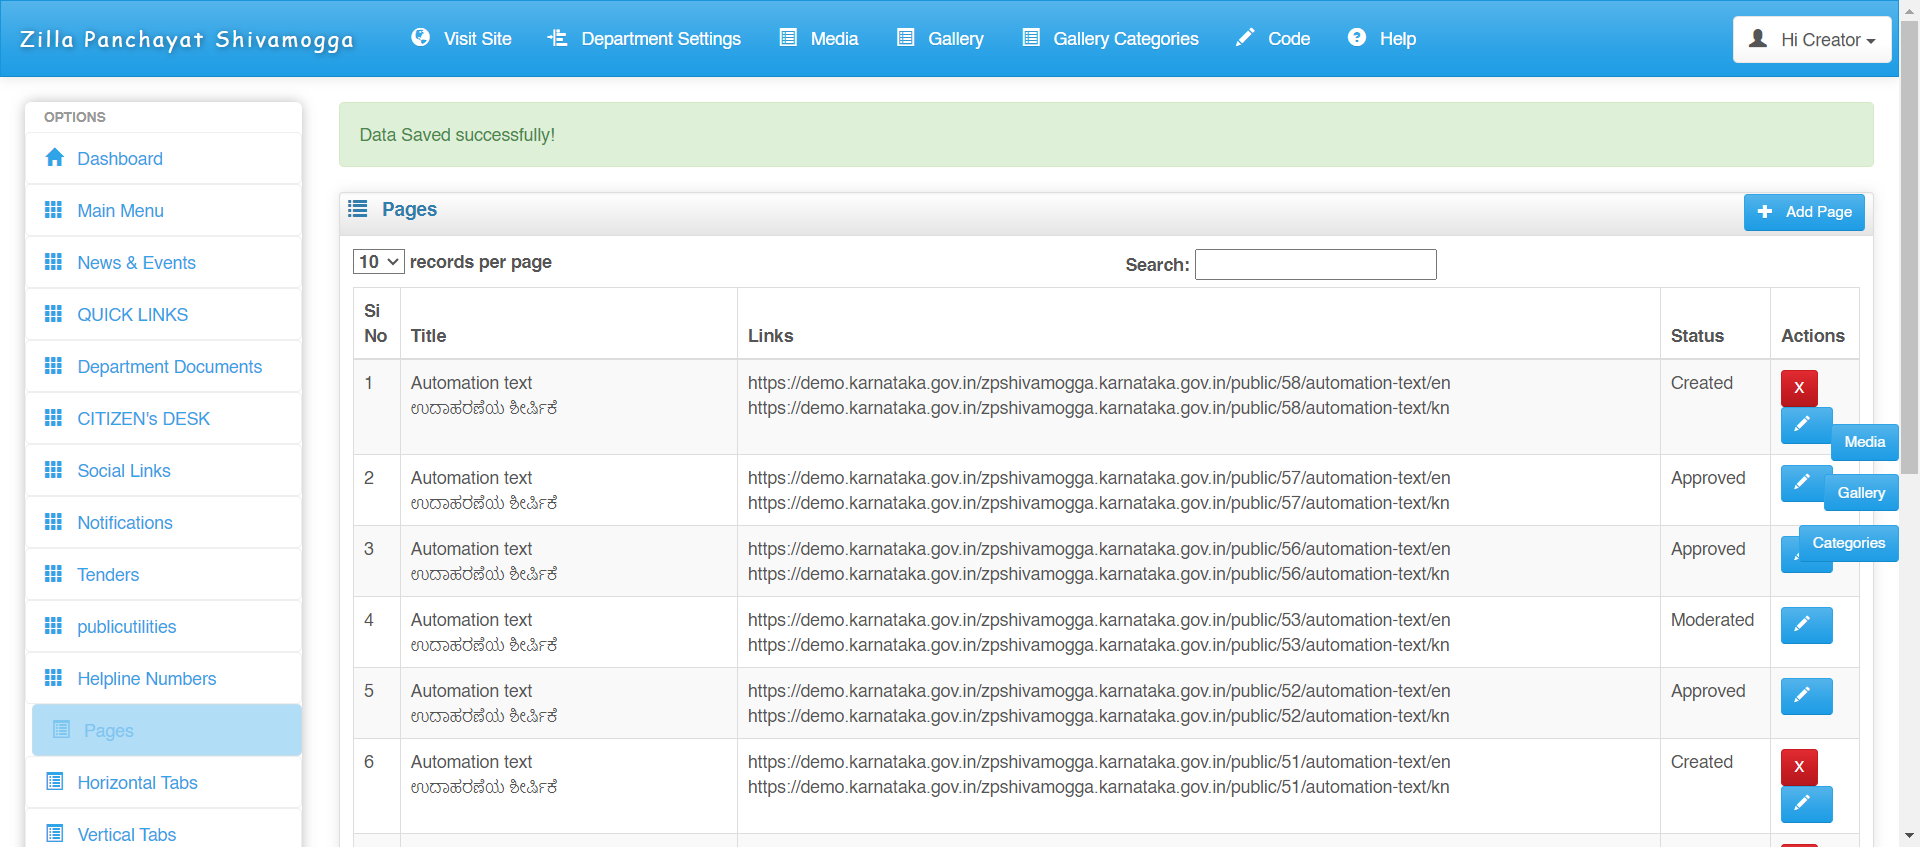 Zilla Panchayat Shivamogga
Visit Site
Department Settings
Media
Gallery
Gallery Categories
Code
Help
Hi Creator
OPTIONS
Dashboard
Main Menu
News & Events
QUICK LINKS
Department Documents
CITIZEN's DESK
Social Links
Notifications
Tenders
publicutilities
Helpline Numbers
Pages
Horizontal Tabs
Vertical Tabs
Data Saved successfully!
Pages
Add Page
10 records per page
Search:
Si No Title Links Status Actions
1 Automation text https://demo.karnataka.gov.in/zpshivamogga.karnataka.gov.in/public/58/automation-text/en Created X
ಉದಾಹರಣೆಯ ಶೀರ್ಷಿಕೆ https://demo.karnataka.gov.in/zpshivamogga.karnataka.gov.in/public/58/automation-text/kn
Media
2 Automation text https://demo.karnataka.gov.in/zpshivamogga.karnataka.gov.in/public/57/automation-text/en Approved
ಉದಾಹರಣೆಯ ಶೀರ್ಷಿಕೆ https://demo.karnataka.gov.in/zpshivamogga.karnataka.gov.in/public/57/automation-text/kn
Gallery
3 Automation text https://demo.karnataka.gov.in/zpshivamogga.karnataka.gov.in/public/56/automation-text/en Approved
ಉದಾಹರಣೆಯ ಶೀರ್ಷಿಕೆ https://demo.karnataka.gov.in/zpshivamogga.karnataka.gov.in/public/56/automation-text/kn
Categories
4 Automation text https://demo.karnataka.gov.in/zpshivamogga.karnataka.gov.in/public/53/automation-text/en Moderated
ಉದಾಹರಣೆಯ ಶೀರ್ಷಿಕೆ https://demo.karnataka.gov.in/zpshivamogga.karnataka.gov.in/public/53/automation-text/kn
5 Automation text https://demo.karnataka.gov.in/zpshivamogga.karnataka.gov.in/public/52/automation-text/en Approved
ಉದಾಹರಣೆಯ ಶೀರ್ಷಿಕೆ https://demo.karnataka.gov.in/zpshivamogga.karnataka.gov.in/public/52/automation-text/kn
6 Automation text https://demo.karnataka.gov.in/zpshivamogga.karnataka.gov.in/public/51/automation-text/en Created X
ಉದಾಹರಣೆಯ ಶೀರ್ಷಿಕೆ https://demo.karnataka.gov.in/zpshivamogga.karnataka.gov.in/public/51/automation-text/kn